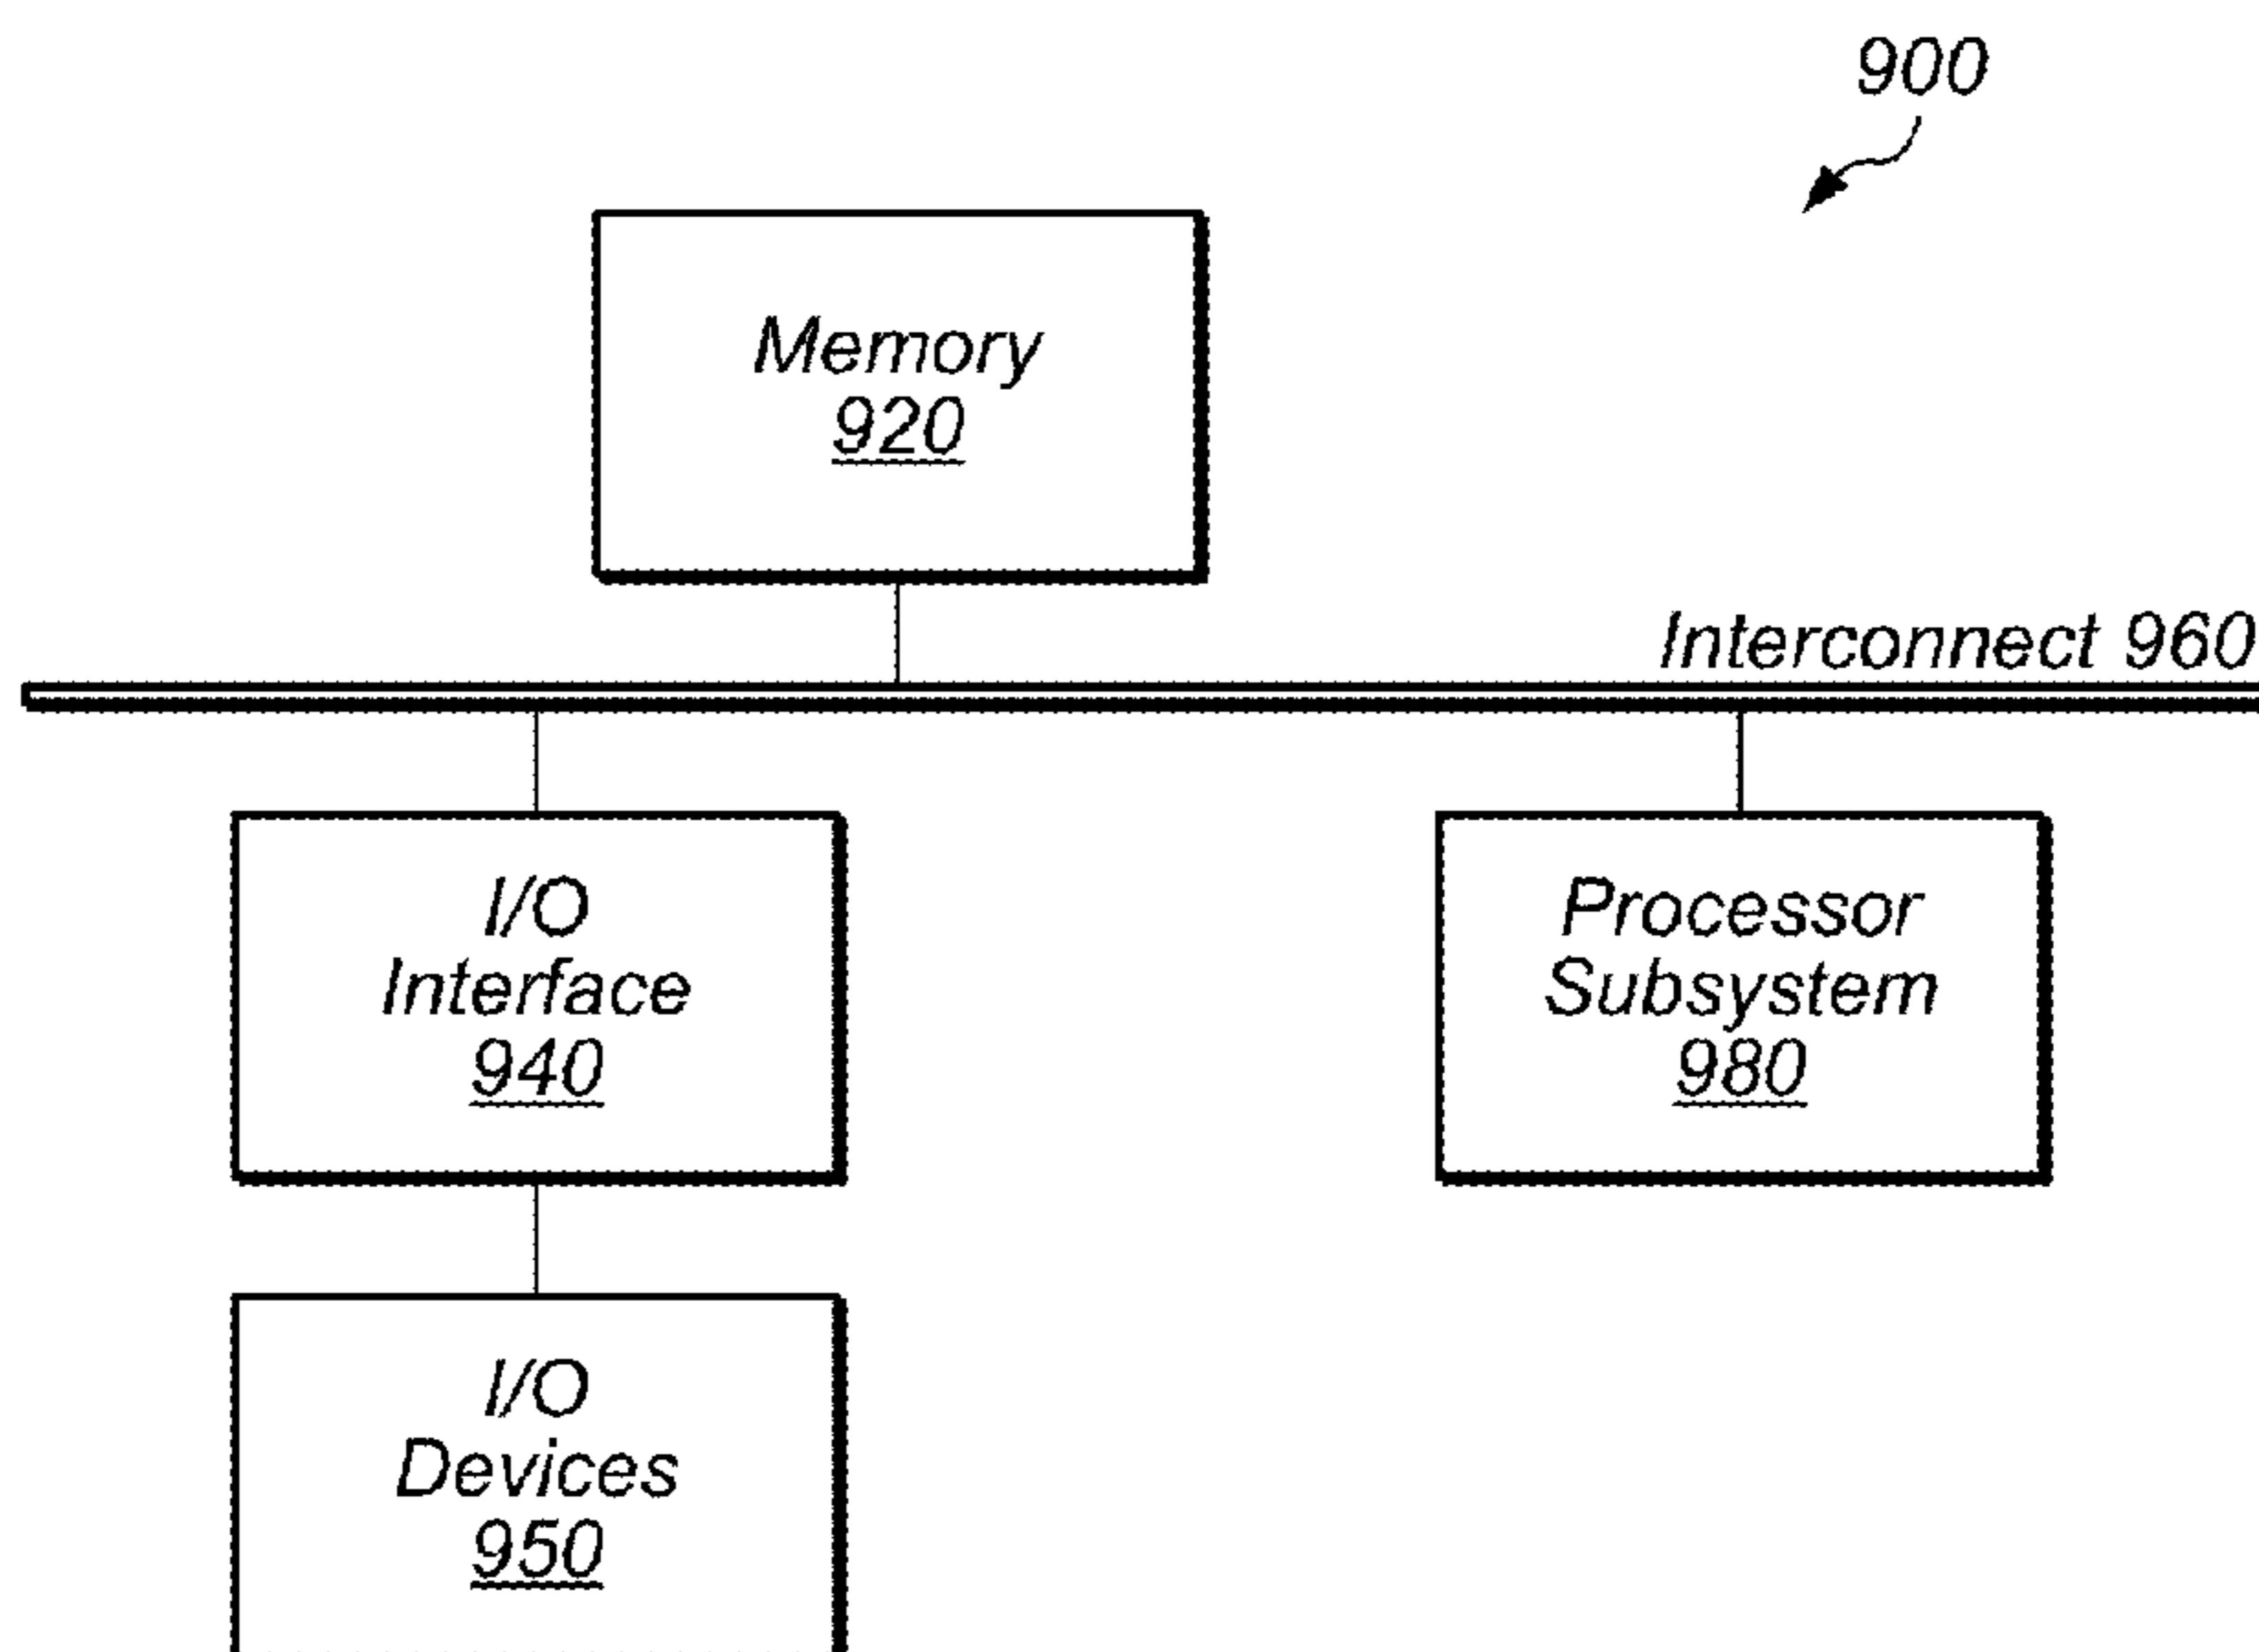 900
Memory
920
Interconnect 960
I/O
Interface
940
Processor
Subsystem
980
I/O
Devices
950